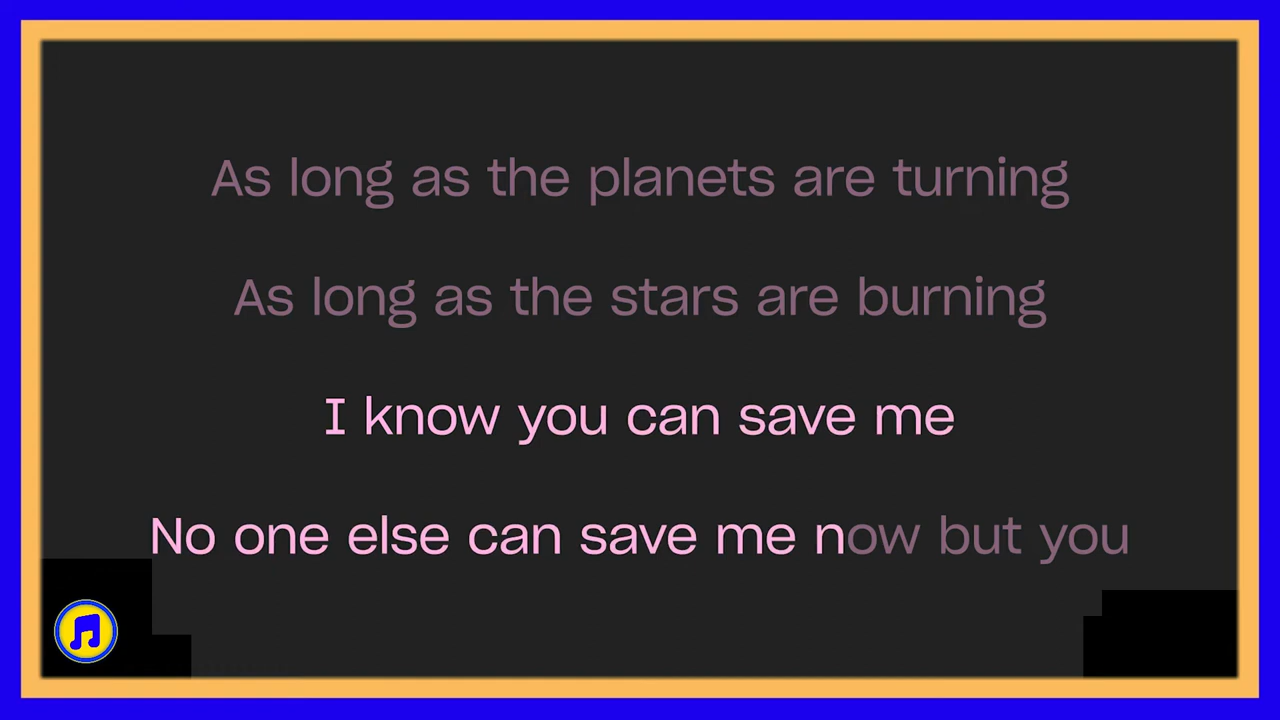 As long as the planets are turning
As long as the stars are burning
I know you can save me
No one else can save me now but you